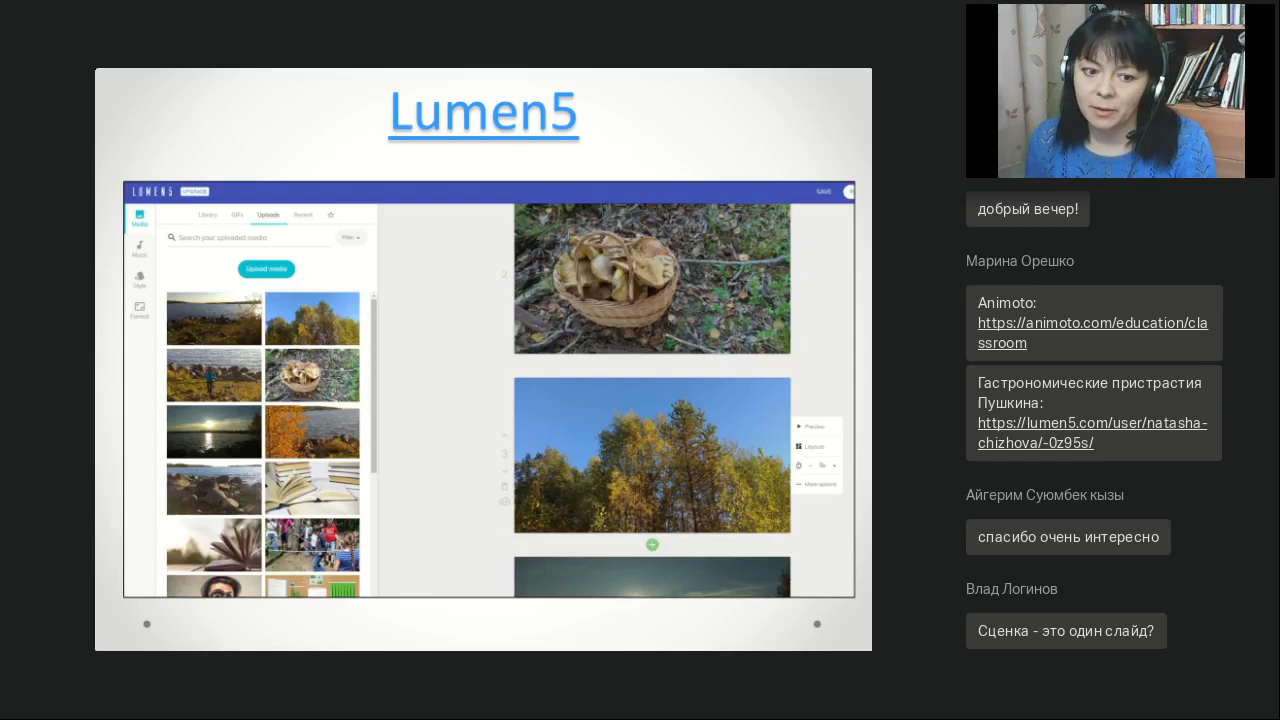 Lumen5
LUMEN5 UPGRADE
SAVE
Media
Music
Style
Format
Library GIFs Uploads Recent
Search your uploaded media
Filter
Upload media
2
3
Preview
Layouts
More options
добрый вечер!
Марина Орешко
Animoto:
https://animoto.com/education/cla
ssroom
Гастрономические пристрастия
Пушкина:
https://lumen5.com/user/natasha-
chizhova/-0z95s/
Айгерим Суюмбек кызы
спасибо очень интересно
Влад Логинов
Сценка - это один слайд?